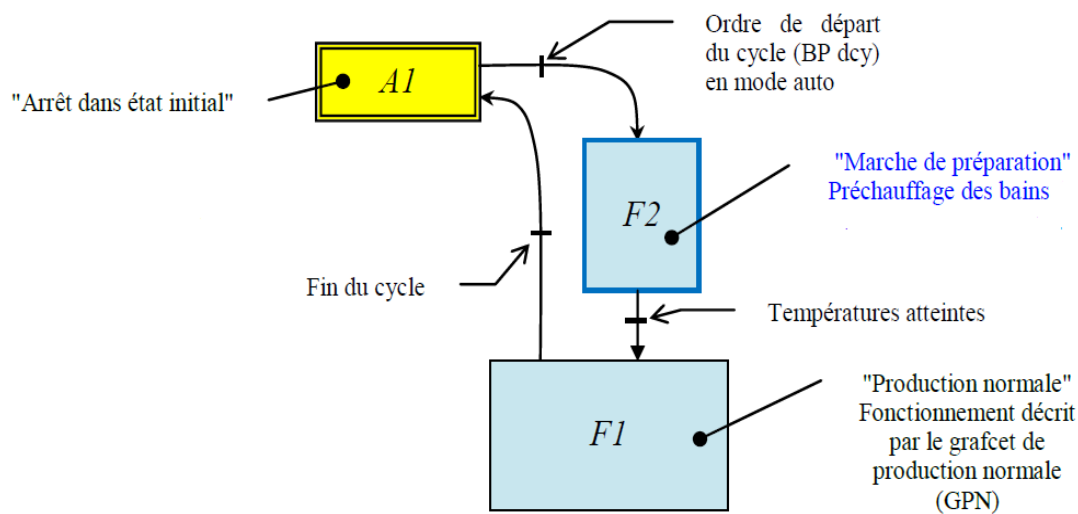 Ordre de départ
du cycle (BP dcy)
en mode auto
A1
"Arrêt dans état initial"
"Marche de préparation"
Préchauffage des bains
F2
Fin du cycle
Températures atteintes
"Production normale"
Fonctionnement décrit
par le grafcet de
production normale
(GPN)
F1